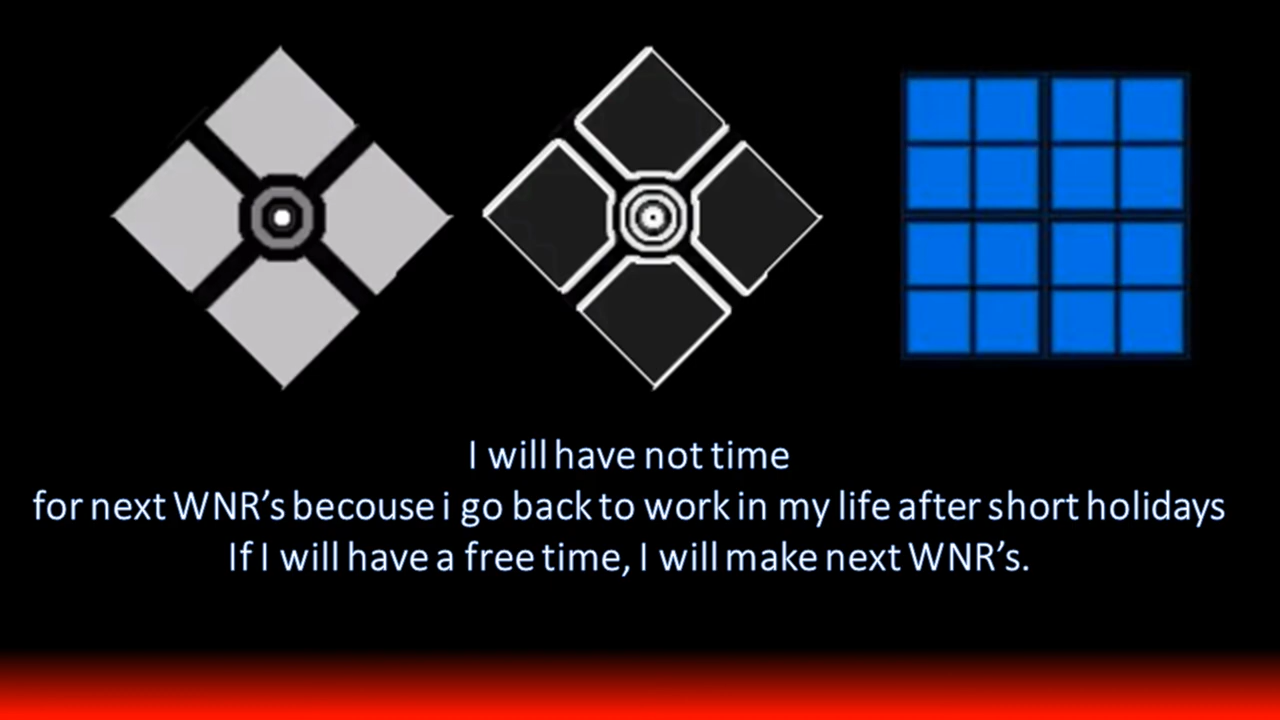 I will have not time
for next WNR’s becouse i go back to work in my life after short holidays
If I will have a free time, I will make next WNR’s.